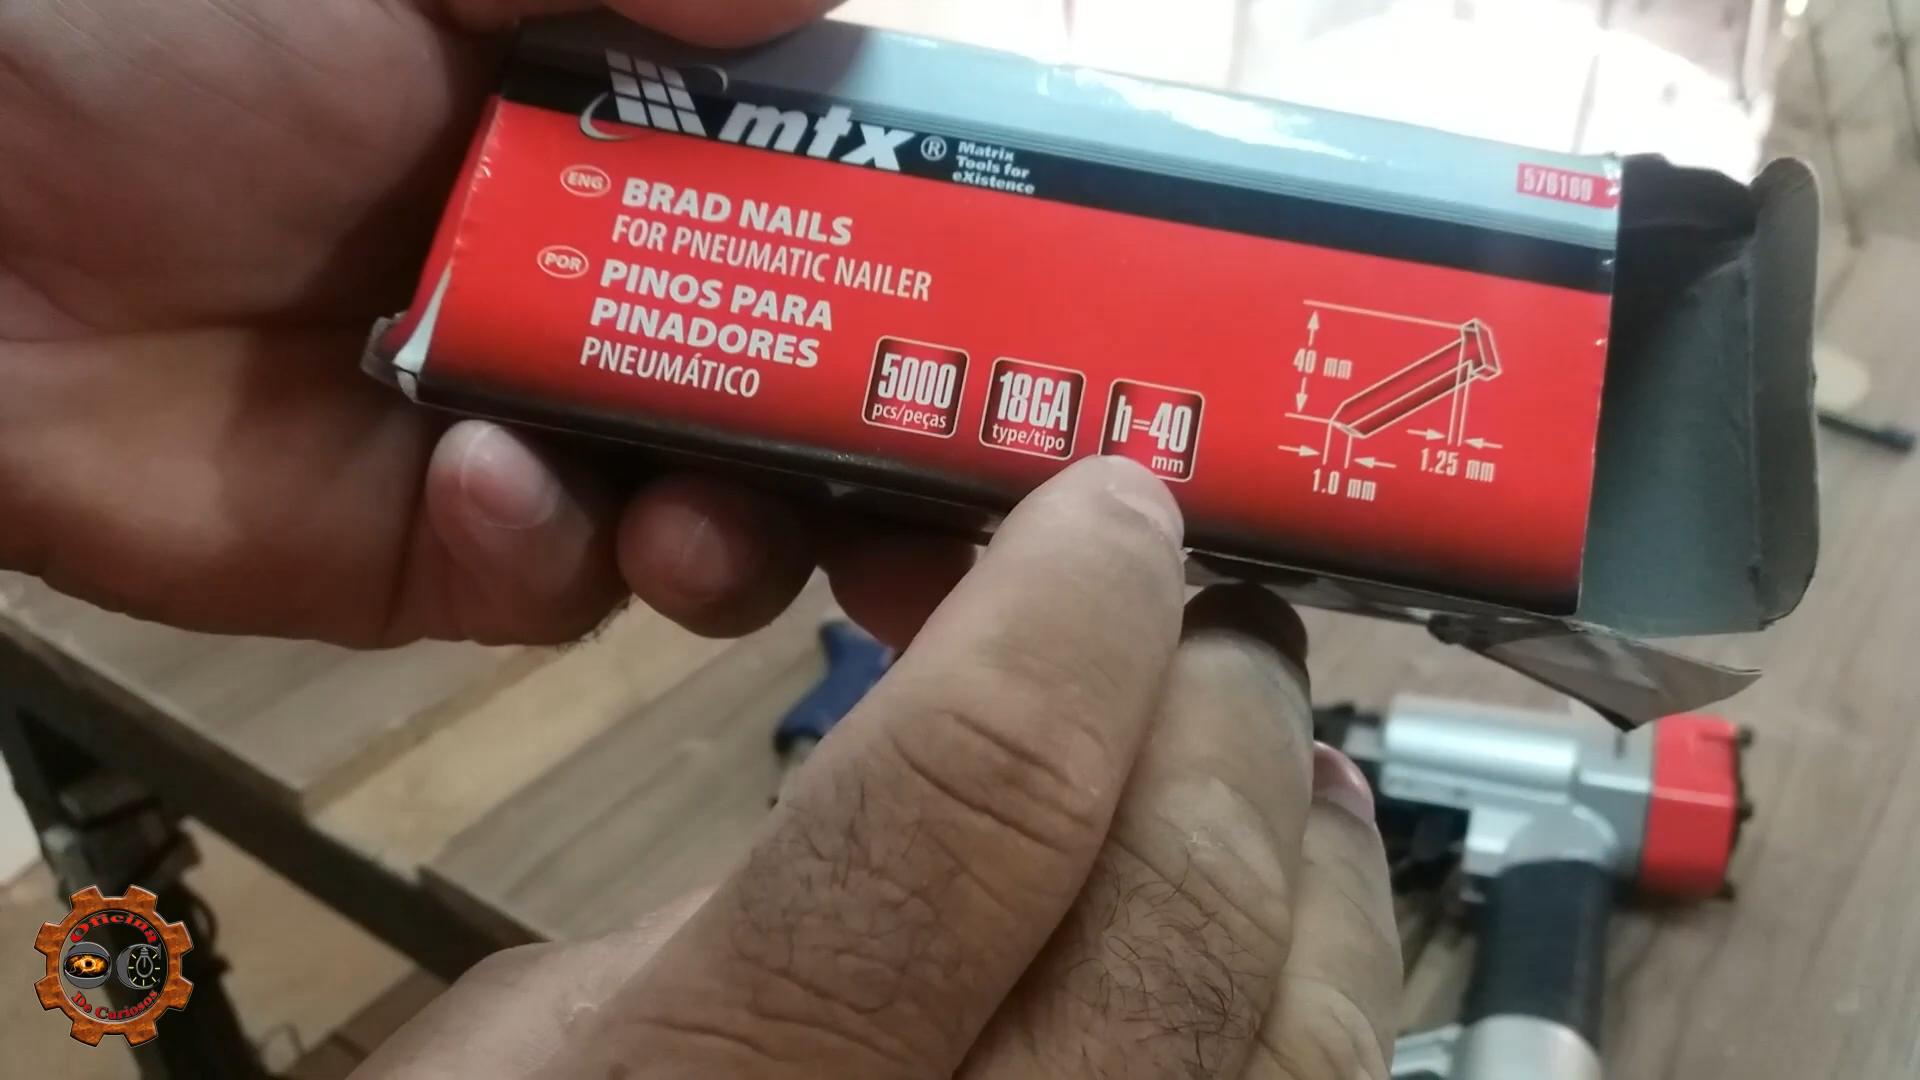 mtx®
Matrix
Tools for
eXistence
576169
ENG
BRAD NAILS
FOR PNEUMATIC NAILER
POR
PINOS PARA
PINADORES
PNEUMÁTICO
5000
pcs/peças
18GA
type/tipo
h=40
mm
40 mm
1.25 mm
1.0 mm
Oficina
De Curiosos